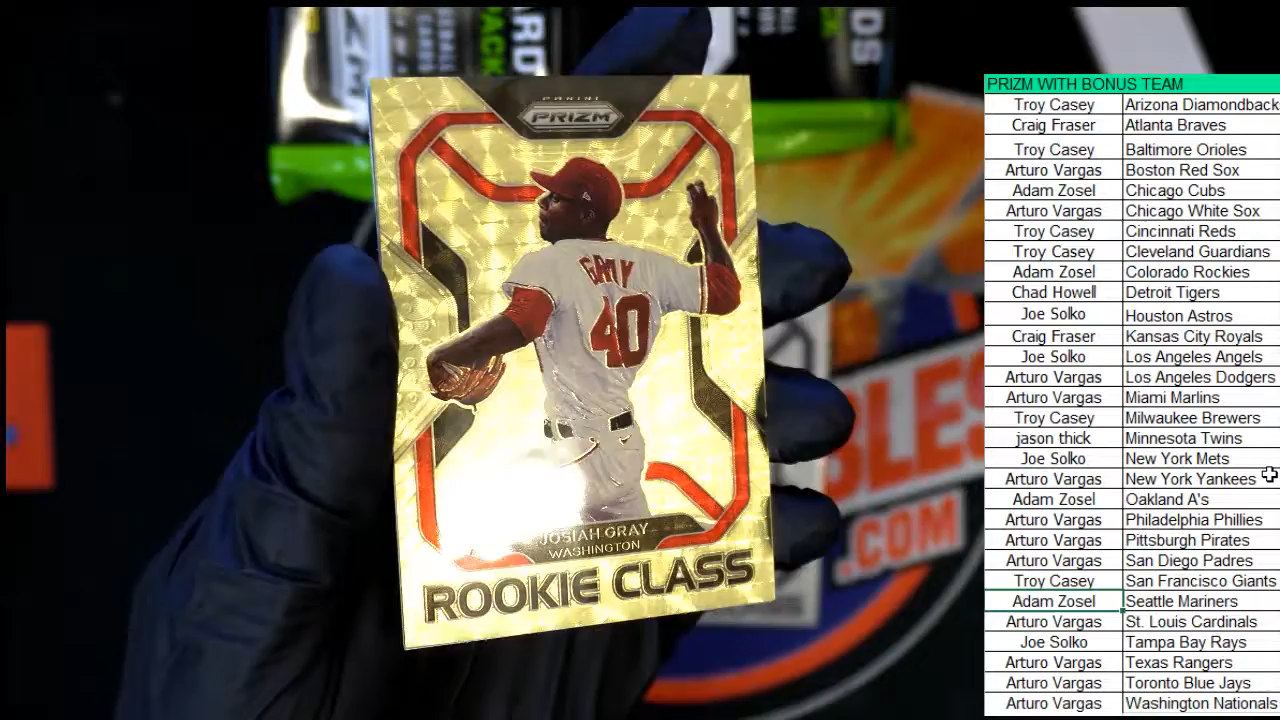 PANINI
PRIZM
GRAY
40
JOSIAH GRAY
WASHINGTON
ROOKIE CLASS
BLES
.COM
PRIZM WITH BONUS TEAM
Troy Casey Arizona Diamondback
Craig Fraser Atlanta Braves
Troy Casey Baltimore Orioles
Arturo Vargas Boston Red Sox
Adam Zosel Chicago Cubs
Arturo Vargas Chicago White Sox
Troy Casey Cincinnati Reds
Troy Casey Cleveland Guardians
Adam Zosel Colorado Rockies
Chad Howell Detroit Tigers
Joe Solko Houston Astros
Craig Fraser Kansas City Royals
Joe Solko Los Angeles Angels
Arturo Vargas Los Angeles Dodgers
Arturo Vargas Miami Marlins
Troy Casey Milwaukee Brewers
jason thick Minnesota Twins
Joe Solko New York Mets
Arturo Vargas New York Yankees
Adam Zosel Oakland A's
Arturo Vargas Philadelphia Phillies
Arturo Vargas Pittsburgh Pirates
Arturo Vargas San Diego Padres
Troy Casey San Francisco Giants
Adam Zosel Seattle Mariners
Arturo Vargas St. Louis Cardinals
Joe Solko Tampa Bay Rays
Arturo Vargas Texas Rangers
Arturo Vargas Toronto Blue Jays
Arturo Vargas Washington Nationals